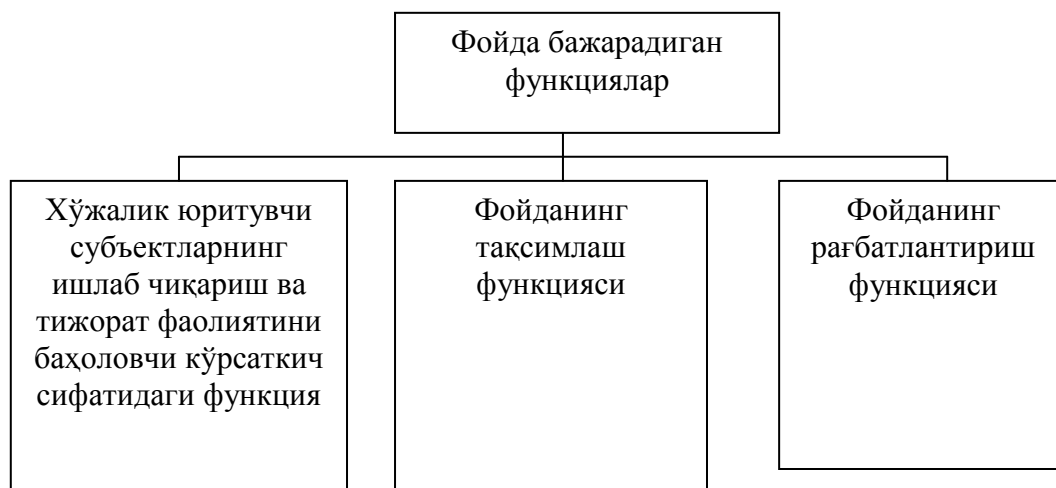 Фойда бажарадиган
функциялар
Хўжалик юритувчи
субъектларнинг
ишлаб чиқариш ва
тижорат фаолиятини
баҳоловчи кўрсаткич
сифатидаги функция
Фойданинг
тақсимлаш
функцияси
Фойданинг
рағбатлантириш
функцияси